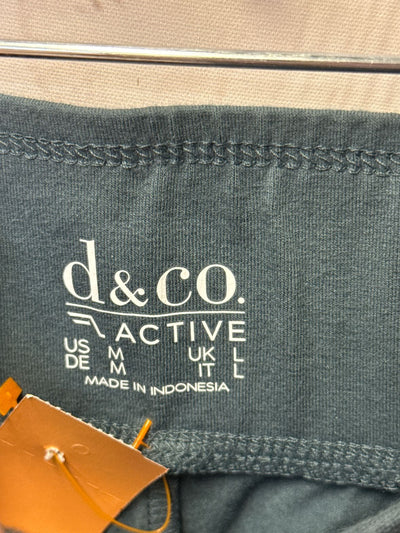 d&co.
ACTIVE
US M UK L
DE M IT L
MADE IN INDONESIA